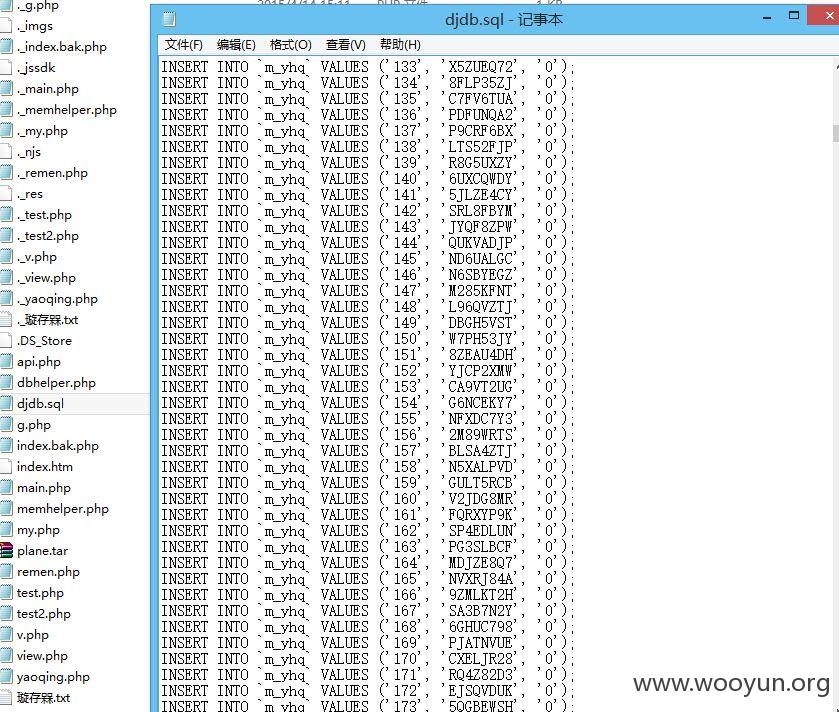 ._g.php
._imgs
._index.bak.php
._jssdk
._main.php
._memhelper.php
._my.php
._njs
._remen.php
._res
._test.php
._test2.php
._v.php
._view.php
._yaoqing.php
.DS_Store
api.php
dbhelper.php
djdb.sql
g.php
index.bak.php
index.htm
main.php
memhelper.php
my.php
plane.tar
remen.php
test.php
test2.php
v.php
view.php
yaoqing.php
djdb.sql - 记事本
文件(F) 编辑(E) 格式(O) 查看(V) 帮助(H)
INSERT INTO `m_yhq` VALUES ('133', 'X5ZUEQ72', '0');
INSERT INTO `m_yhq` VALUES ('134', '8FLP35ZJ', '0');
INSERT INTO `m_yhq` VALUES ('135', 'C7FV6TUA', '0');
INSERT INTO `m_yhq` VALUES ('136', 'PDFUNQA2', '0');
INSERT INTO `m_yhq` VALUES ('137', 'P9CRF6BX', '0');
INSERT INTO `m_yhq` VALUES ('138', 'LTS52FJP', '0');
INSERT INTO `m_yhq` VALUES ('139', 'R8G5UXZY', '0');
INSERT INTO `m_yhq` VALUES ('140', '6UXCQWDY', '0');
INSERT INTO `m_yhq` VALUES ('141', '5JLZE4CY', '0');
INSERT INTO `m_yhq` VALUES ('142', 'SRL8FBYM', '0');
INSERT INTO `m_yhq` VALUES ('143', 'JYQF8ZPW', '0');
INSERT INTO `m_yhq` VALUES ('144', 'QUKVADJP', '0');
INSERT INTO `m_yhq` VALUES ('145', 'ND6UALGC', '0');
INSERT INTO `m_yhq` VALUES ('146', 'N6SBYEGZ', '0');
INSERT INTO `m_yhq` VALUES ('147', 'M285KFNT', '0');
INSERT INTO `m_yhq` VALUES ('148', 'L96QVZTJ', '0');
INSERT INTO `m_yhq` VALUES ('149', 'DBGH5VST', '0');
INSERT INTO `m_yhq` VALUES ('150', 'W7PH53JY', '0');
INSERT INTO `m_yhq` VALUES ('151', '8ZEAU4DH', '0');
INSERT INTO `m_yhq` VALUES ('152', 'YJCP2XMW', '0');
INSERT INTO `m_yhq` VALUES ('153', 'CA9VT2UG', '0');
INSERT INTO `m_yhq` VALUES ('154', 'G6NCEKY7', '0');
INSERT INTO `m_yhq` VALUES ('155', 'NFXDC7Y3', '0');
INSERT INTO `m_yhq` VALUES ('156', '2M89WRTS', '0');
INSERT INTO `m_yhq` VALUES ('157', 'BLSA4ZTJ', '0');
INSERT INTO `m_yhq` VALUES ('158', 'N5XALPVD', '0');
INSERT INTO `m_yhq` VALUES ('159', 'GULT5RCB', '0');
INSERT INTO `m_yhq` VALUES ('160', 'V2JDG8MR', '0');
INSERT INTO `m_yhq` VALUES ('161', 'FQRXYP9K', '0');
INSERT INTO `m_yhq` VALUES ('162', 'SP4EDLUN', '0');
INSERT INTO `m_yhq` VALUES ('163', 'PG3SLBCF', '0');
INSERT INTO `m_yhq` VALUES ('164', 'MDJZE8Q7', '0');
INSERT INTO `m_yhq` VALUES ('165', 'NVXRJ84A', '0');
INSERT INTO `m_yhq` VALUES ('166', '9ZMLKT2H', '0');
INSERT INTO `m_yhq` VALUES ('167', 'SA3B7N2Y', '0');
INSERT INTO `m_yhq` VALUES ('168', '6GHUC798', '0');
INSERT INTO `m_yhq` VALUES ('169', 'PJATNVUE', '0');
INSERT INTO `m_yhq` VALUES ('170', 'CXELJR28', '0');
INSERT INTO `m_yhq` VALUES ('171', 'RQ4Z82D3', '0');
INSERT INTO `m_yhq` VALUES ('172', 'EJSQVDUK', '0');
INSERT INTO `m_yhq` VALUES ('173', '5QGBEWSH', '0');
www.wooyun.org